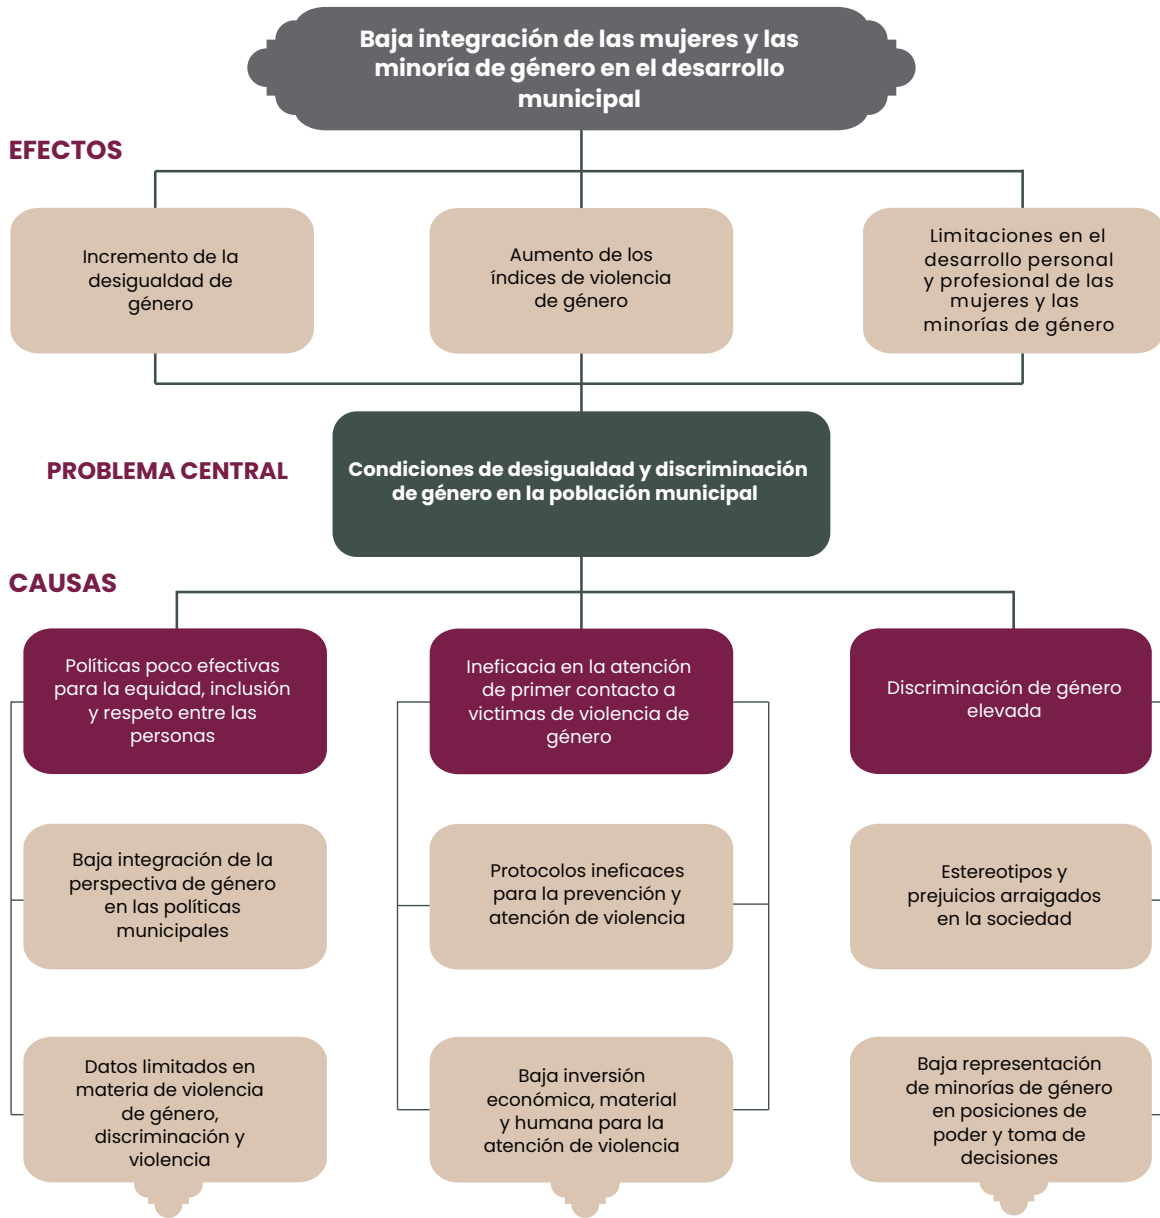 Baja integración de las mujeres y las
minoría de género en el desarrollo
municipal
EFECTOS
Incremento de la
desigualdad de
género
Aumento de los
índices de violencia
de género
Limitaciones en el
desarrollo personal
y profesional de las
mujeres y las
minorías de género
PROBLEMA CENTRAL
Condiciones de desigualdad y discriminación
de género en la población municipal
CAUSAS
Políticas poco efectivas
para la equidad, inclusión
y respeto entre las
personas
Ineficacia en la atención
de primer contacto a
victimas de violencia de
género
Discriminación de género
elevada
Baja integración de la
perspectiva de género
en las políticas
municipales
Protocolos ineficaces
para la prevención y
atención de violencia
Estereotipos y
prejuicios arraigados
en la sociedad
Datos limitados en
materia de violencia
de género,
discriminación y
violencia
Baja inversión
económica, material
y humana para la
atención de violencia
Baja representación
de minorías de género
en posiciones de
poder y toma de
decisiones